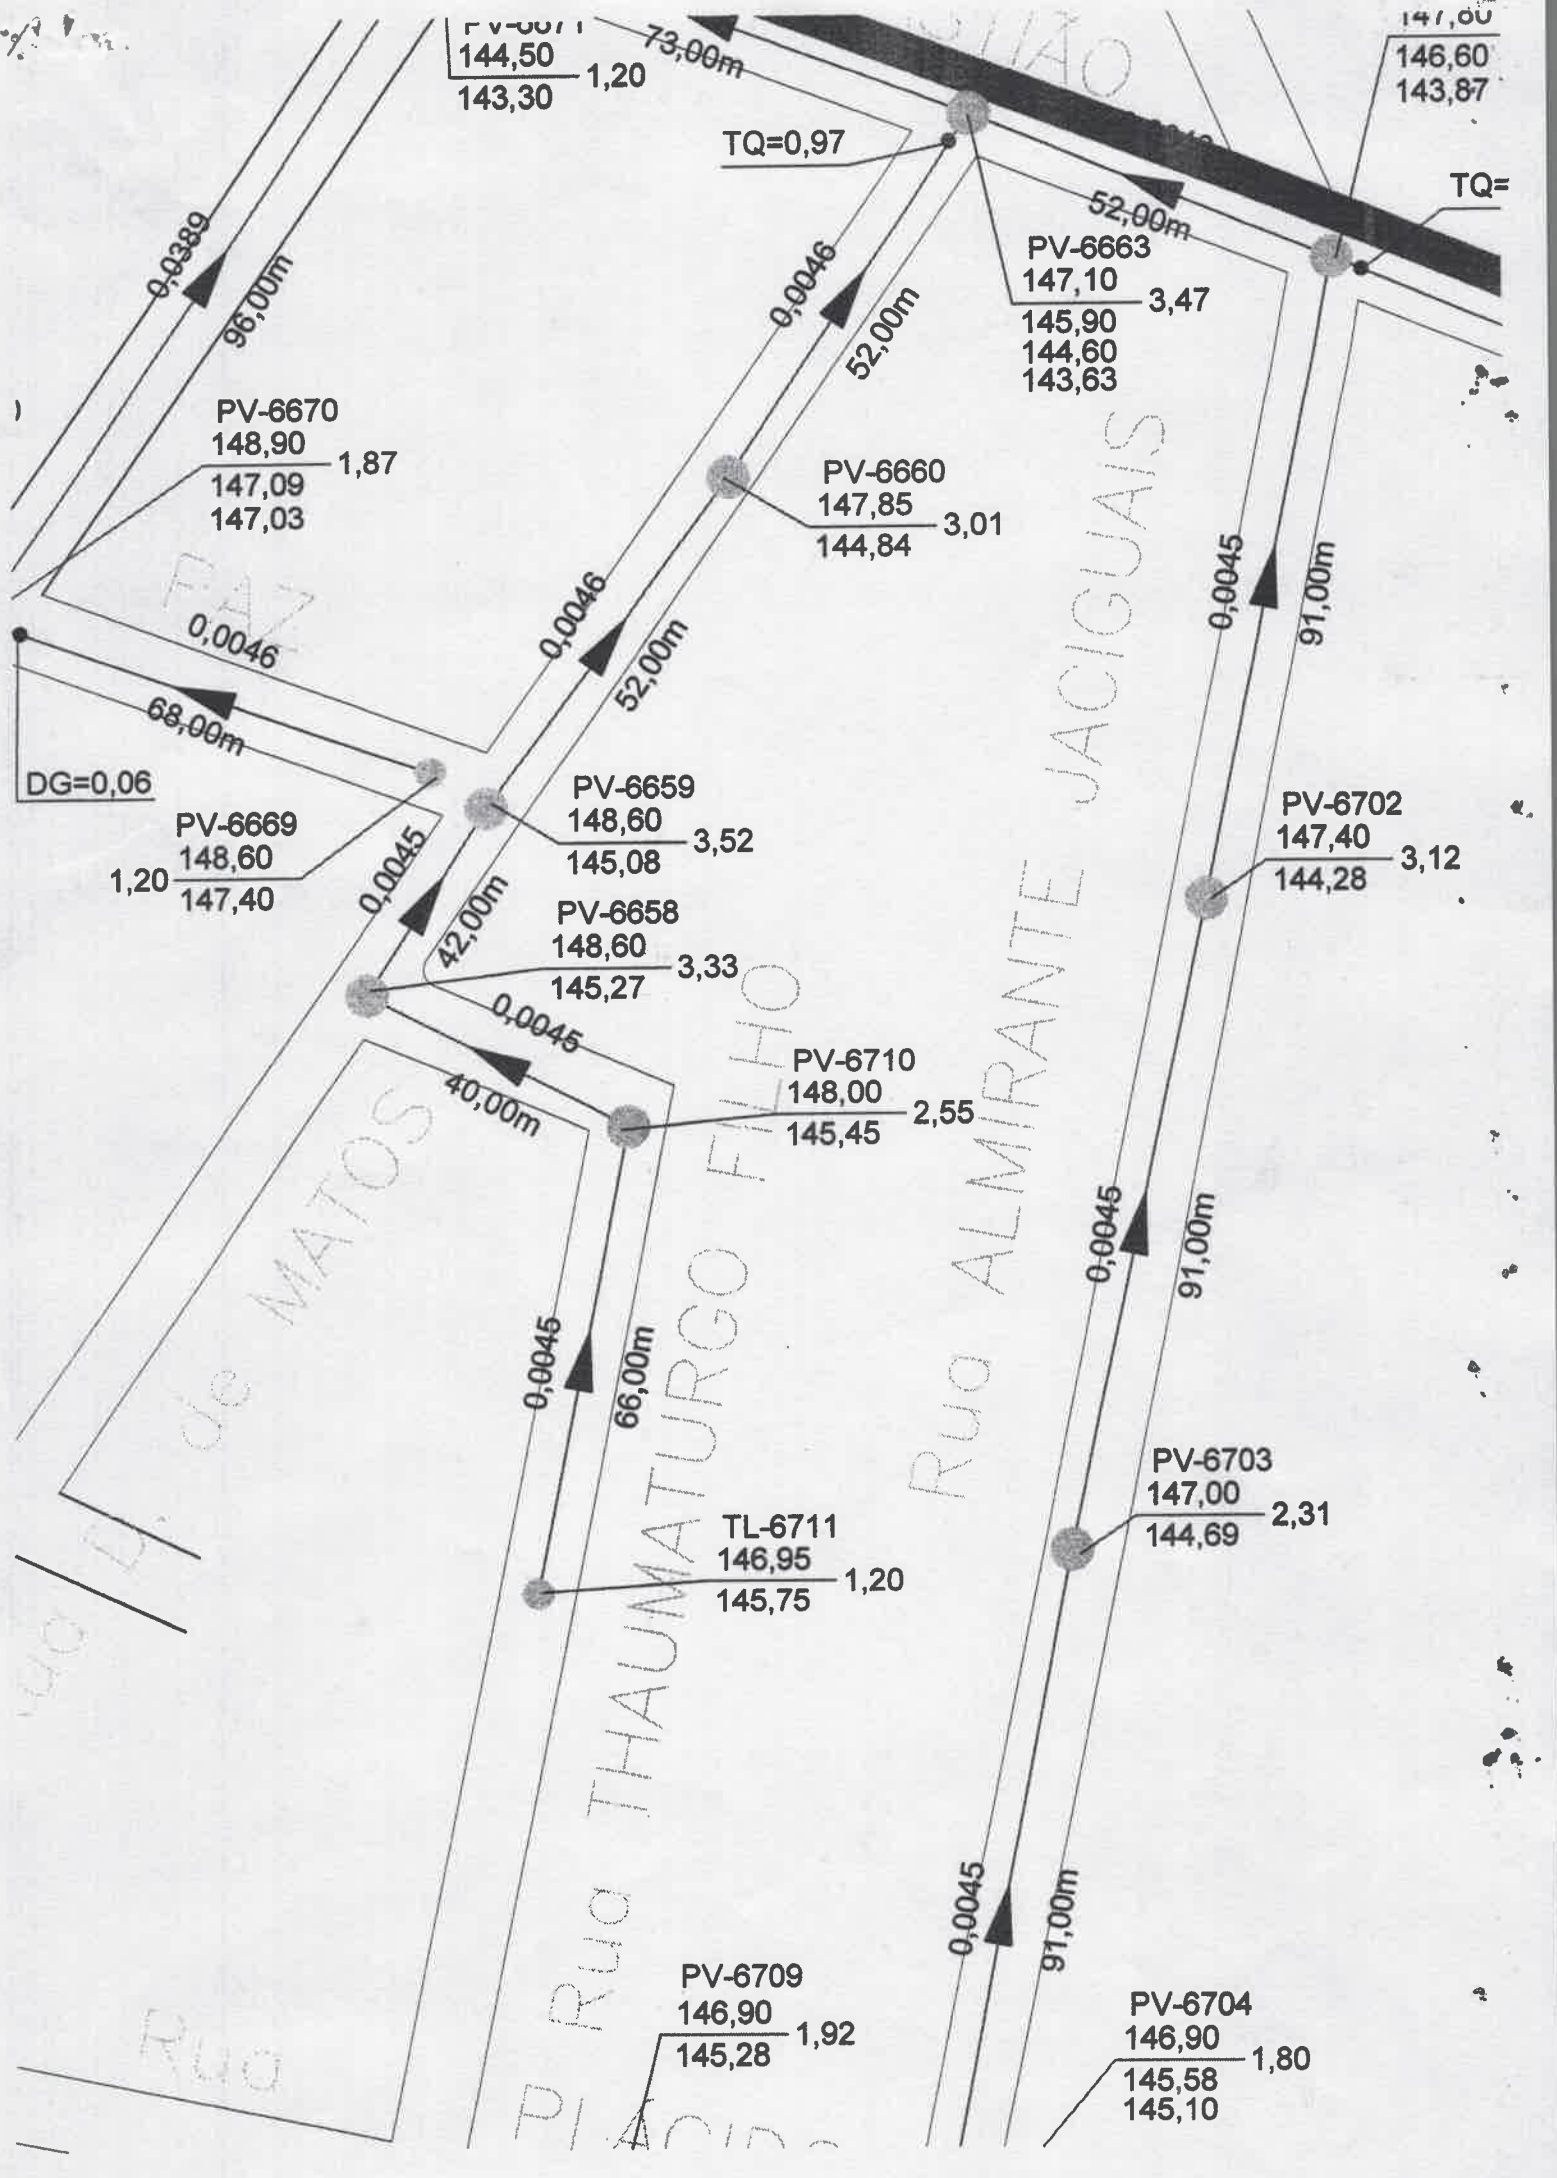 144,50
1,20
143,30
73,00m
147,80
146,60
143,87
TQ=0,97
TQ=
52,00m
PV-6663
147,10
3,47
145,90
144,60
143,63
0,0389
96,00m
0,0046
52,00m
PV-6670
148,90
1,87
147,09
147,03
PV-6660
147,85
3,01
144,84
PAZ
0,0046
68,00m
DG=0,06
0,0046
52,00m
0,0045
91,00m
PV-6669
148,60
1,20
147,40
PV-6659
148,60
3,52
145,08
PV-6702
147,40
3,12
144,28
0,0045
42,00m
PV-6658
148,60
3,33
145,27
0,0045
40,00m
PV-6710
148,00
2,55
145,45
Rua ALMIRANTE JACIGUAIS
0,0045
91,00m
de MATOS
0,0045
66,00m
Rua THAUMATURGO FILHO
PV-6703
147,00
2,31
144,69
TL-6711
146,95
1,20
145,75
0,0045
91,00m
PV-6709
146,90
1,92
145,28
PV-6704
146,90
1,80
145,58
145,10
Rua